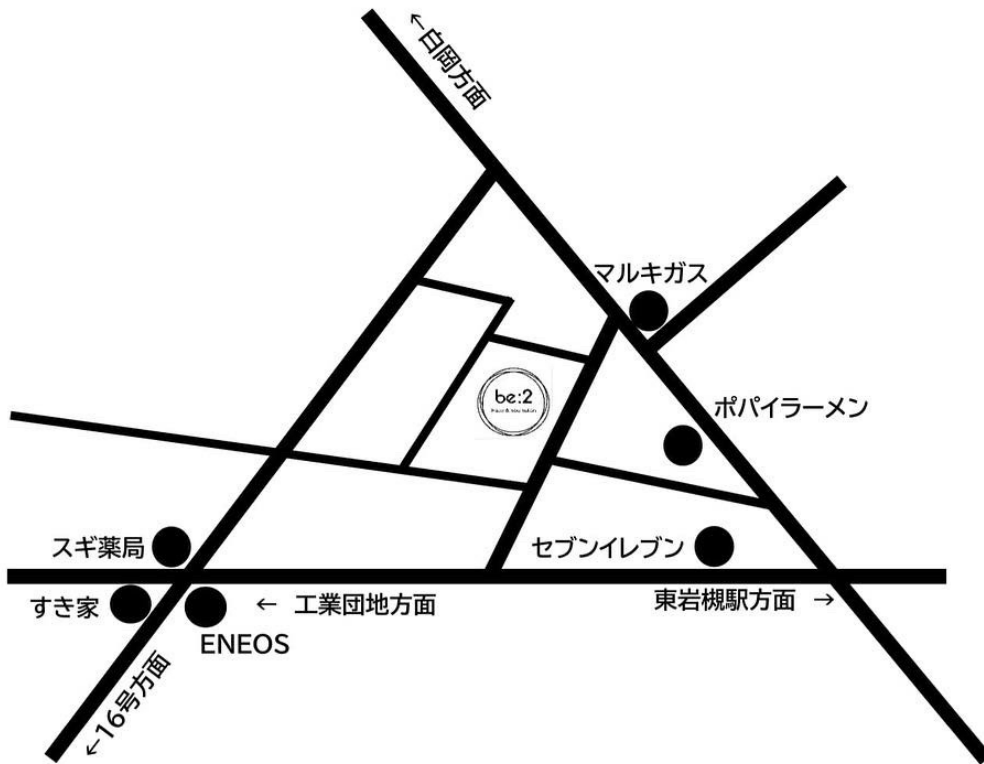 ←白岡方面
マルキガス
be:2
ポパイラーメン
スギ薬局
セブンイレブン
すき家
← 工業団地方面
東岩槻駅方面 →
ENEOS
←16号方面